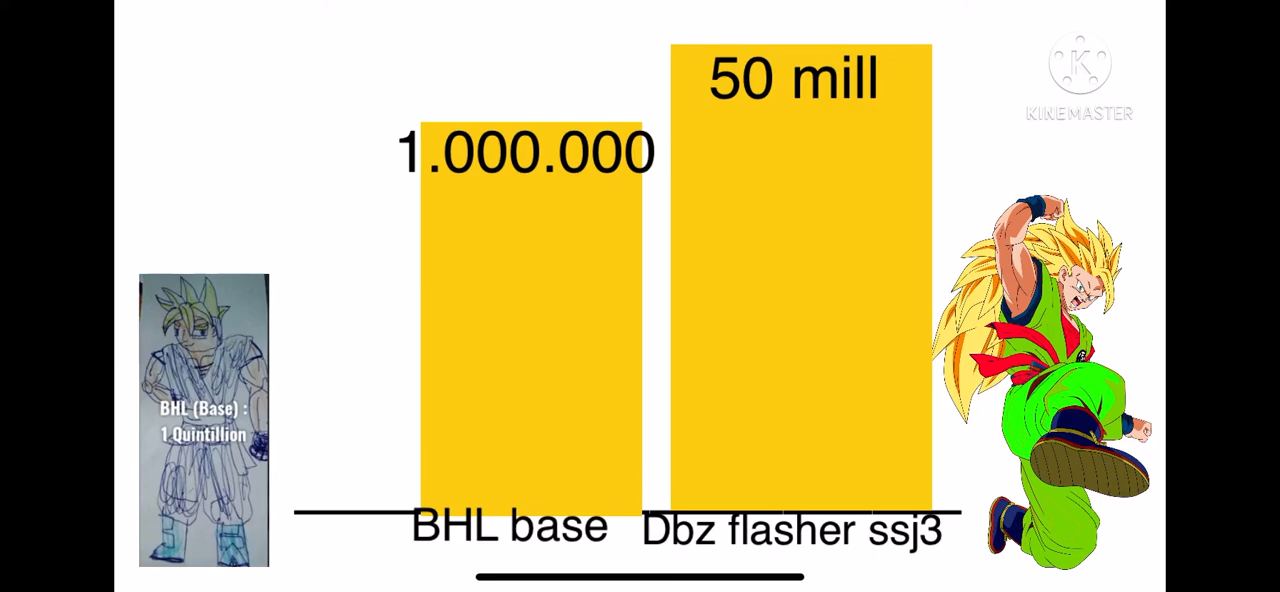 50 mill
1.000.000
KINEMASTER
BHL (Base) :
1 Quintillion
BHL base
Dbz flasher ssj3